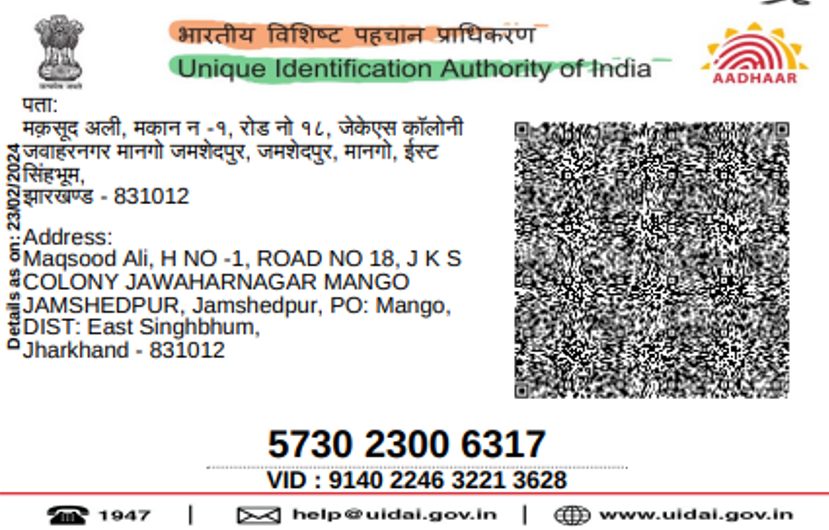 भारतीय विशिष्ट पहचान प्राधिकरण
Unique Identification Authority of India
AADHAAR
पता:
मक़सूद अली, मकान न -१, रोड नो १८, जेकेएस कॉलोनी
जवाहरनगर मानगो जमशेदपुर, जमशेदपुर, मानगो, ईस्ट
सिंहभूम,
झारखण्ड - 831012
Address:
Maqsood Ali, H NO -1, ROAD NO 18, J K S
COLONY JAWAHARNAGAR MANGO
JAMSHEDPUR, Jamshedpur, PO: Mango,
DIST: East Singhbhum,
Jharkhand - 831012
Details as on: 23/02/2024
5730 2300 6317
VID : 9140 2246 3221 3628
1947 | help@uidai.gov.in | www.uidai.gov.in